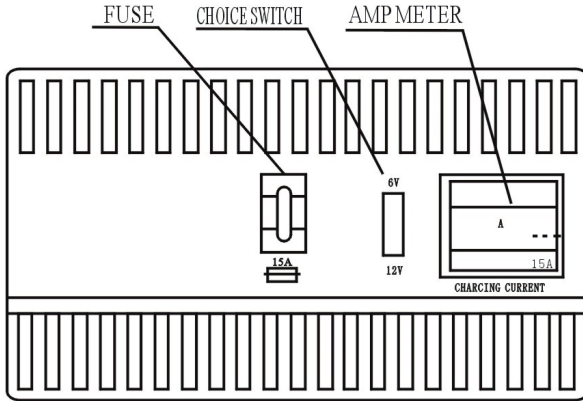 FUSE
CHOICE SWITCH
AMP METER
6V
A
15A
15A
12V
CHARCING CURRENT